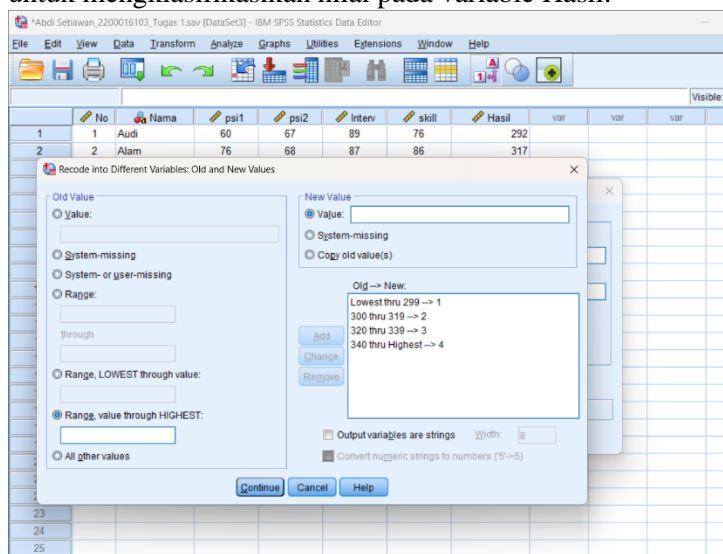 untuk mengklasifikasikan nilai pada Variable Hasil.
*Abdi Setiawan_2200016103_Tugas 1.sav [DataSet3] - IBM SPSS Statistics Data Editor
File Edit View Data Transform Analyze Graphs Utilities Extensions Window Help
Visible:
No Nama psi1 psi2 Interv skill Hasil var var var
1 1 Audi 60 67 89 76 292
2 2 Alam 76 68 87 86 317
Recode into Different Variables: Old and New Values
Old Value
Value:
System-missing
System- or user-missing
Range:
through
Range, LOWEST through value:
Range, value through HIGHEST:
All other values
New Value
Value:
System-missing
Copy old value(s)
Old --> New:
Lowest thru 299 --> 1
300 thru 319 --> 2
320 thru 339 --> 3
340 thru Highest --> 4
Add
Change
Remove
Output variables are strings Width: 8
Convert numeric strings to numbers ('5'->5)
Continue Cancel Help
23
24
25